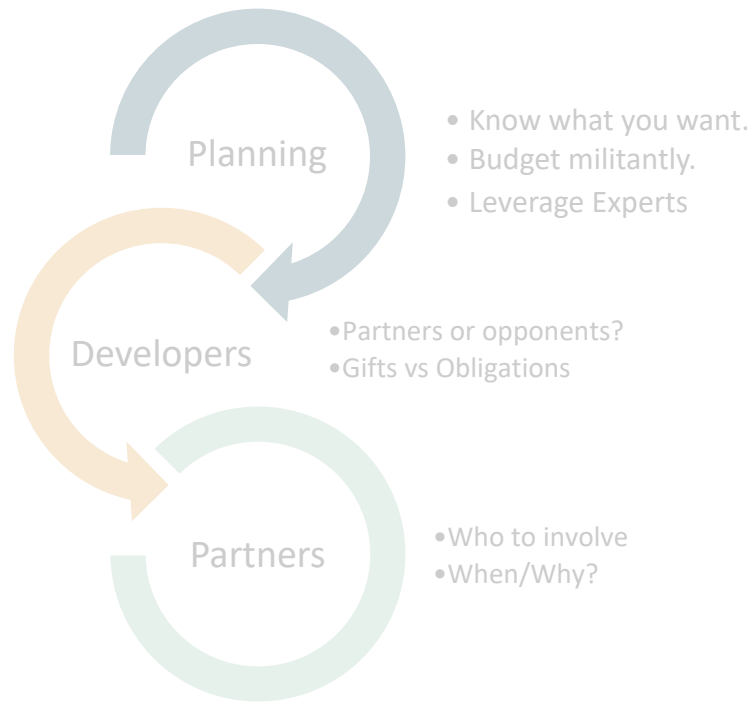 Planning
• Know what you want.
• Budget militantly.
• Leverage Experts
Developers
•Partners or opponents?
•Gifts vs Obligations
Partners
•Who to involve
•When/Why?